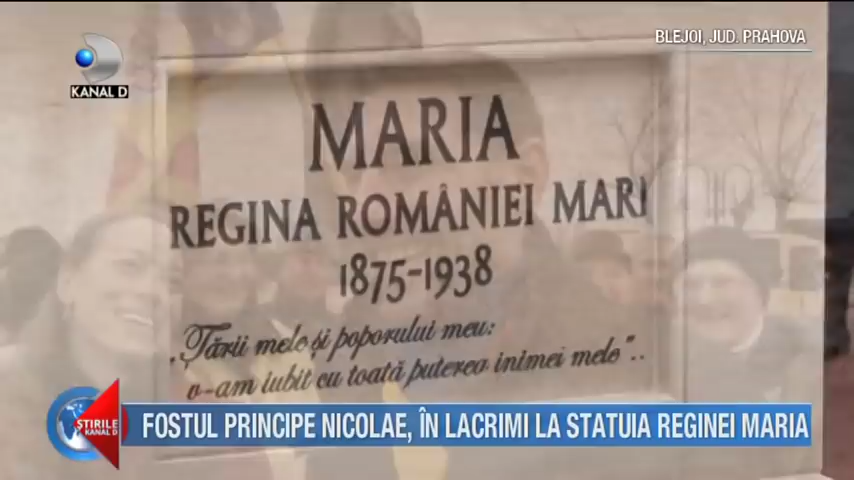 BLEJOI, JUD. PRAHOVA
KANAL D
MARIA
REGINA ROMÂNIEI MARI
1875-1938
„Țării mele și poporului meu:
v-am iubit cu toată puterea inimei mele”..
ȘTIRILE
KANAL D
FOSTUL PRINCIPE NICOLAE, ÎN LACRIMI LA STATUIA REGINEI MARIA